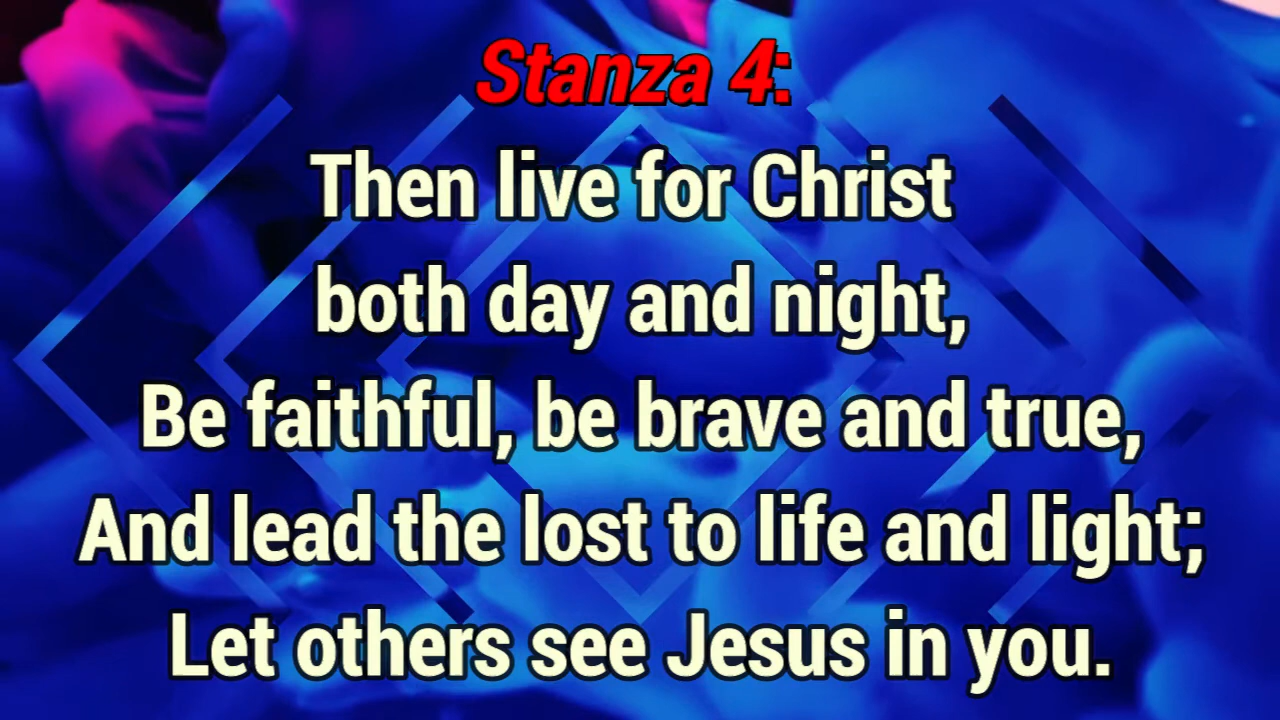 Stanza 4:
Then live for Christ
both day and night,
Be faithful, be brave and true,
And lead the lost to life and light;
Let others see Jesus in you.